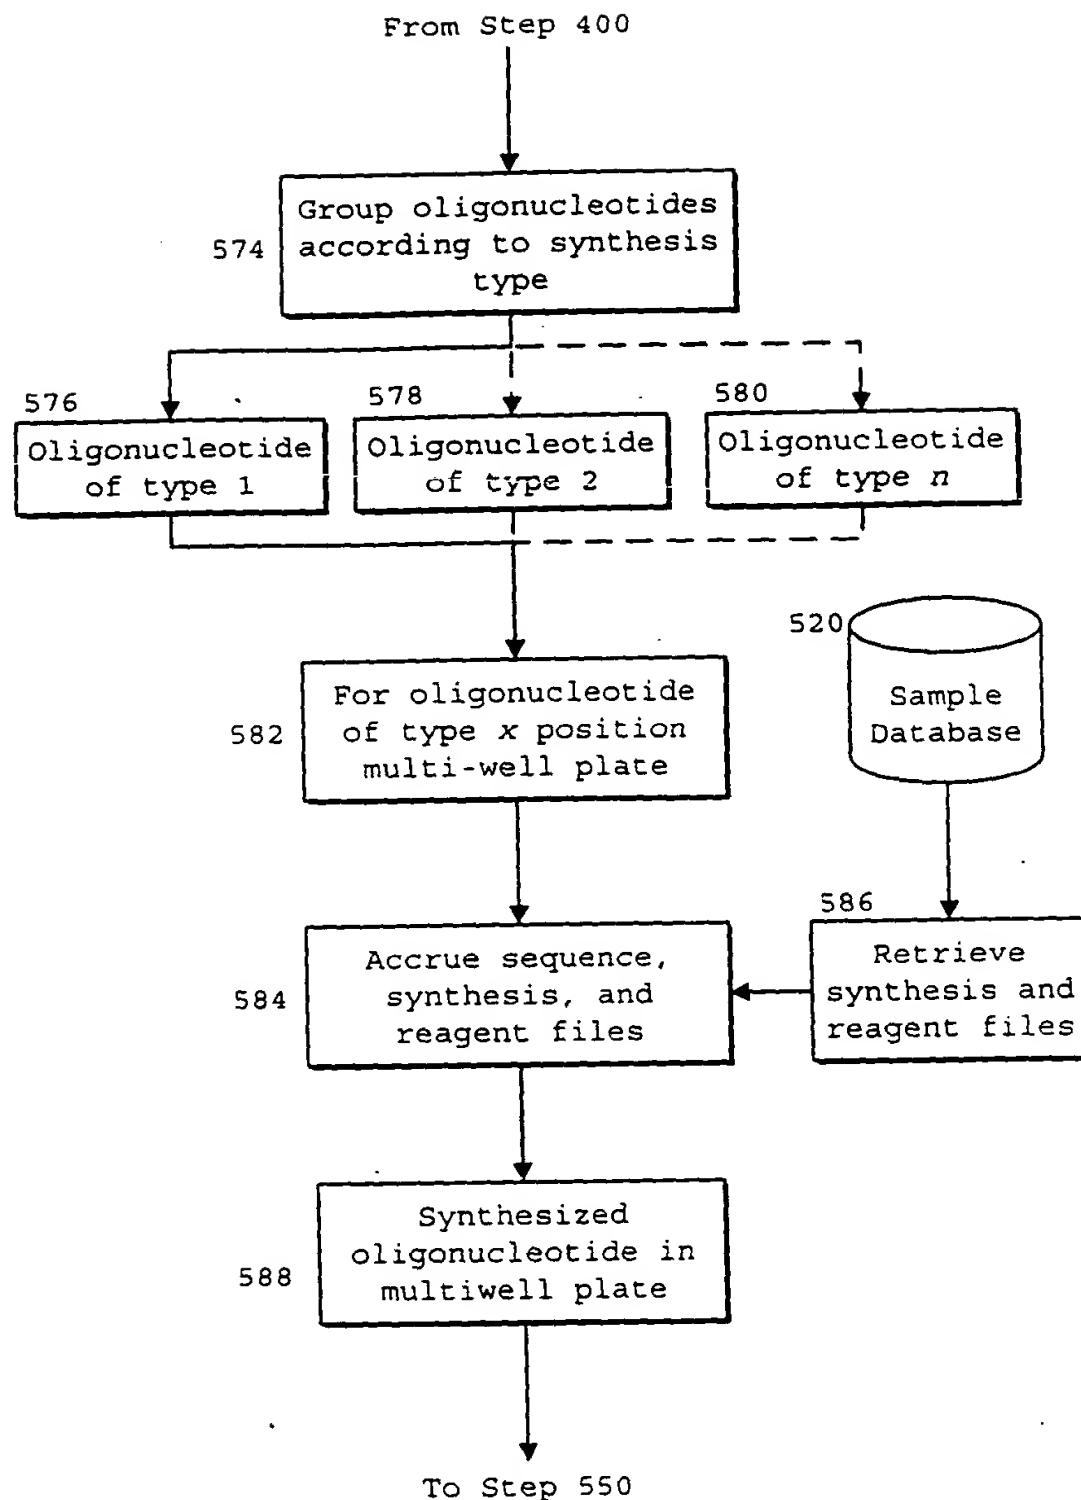 From Step 400
574
Group oligonucleotides
according to synthesis
type
576
Oligonucleotide
of type 1
578
Oligonucleotide
of type 2
580
Oligonucleotide
of type n
520
Sample
Database
582
For oligonucleotide
of type x position
multi-well plate
584
Accrue sequence,
synthesis, and
reagent files
586
Retrieve
synthesis and
reagent files
588
Synthesized
oligonucleotide in
multiwell plate
To Step 550